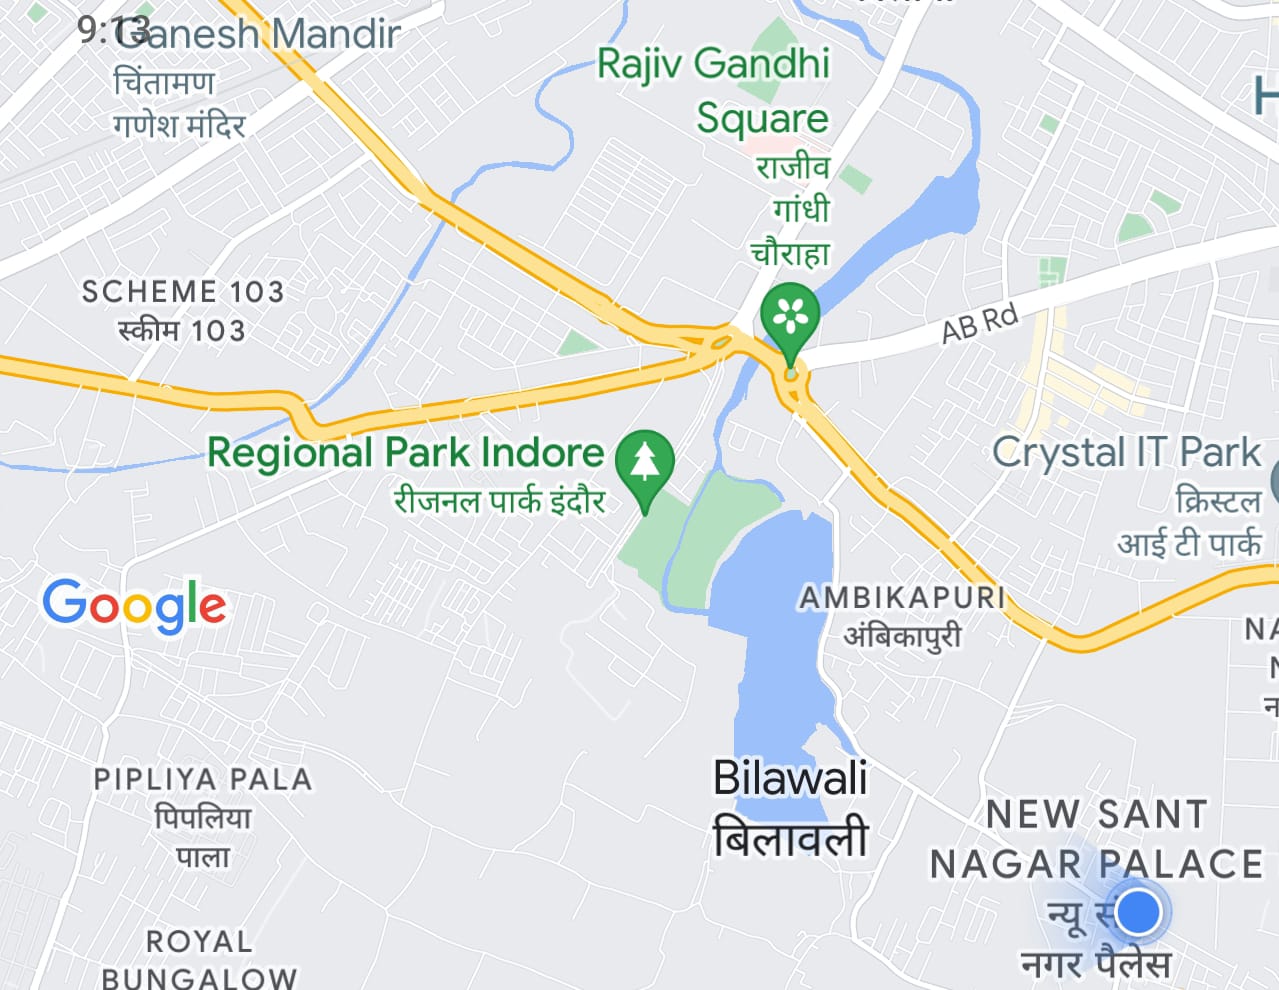 9:13
Ganesh Mandir
चिंतामण
गणेश मंदिर
Rajiv Gandhi
Square
राजीव
गांधी
चौराहा
H
SCHEME 103
स्कीम 103
AB Rd
Regional Park Indore
रीजनल पार्क इंदौर
Crystal IT Park
क्रिस्टल
आई टी पार्क
Google
AMBIKAPURI
अंबिकापुरी
NA
N
न
PIPLIYA PALA
पिपलिया
पाला
Bilawali
बिलावली
NEW SANT
NAGAR PALACE
न्यू सं
नगर पैलेस
ROYAL
BUNGALOW